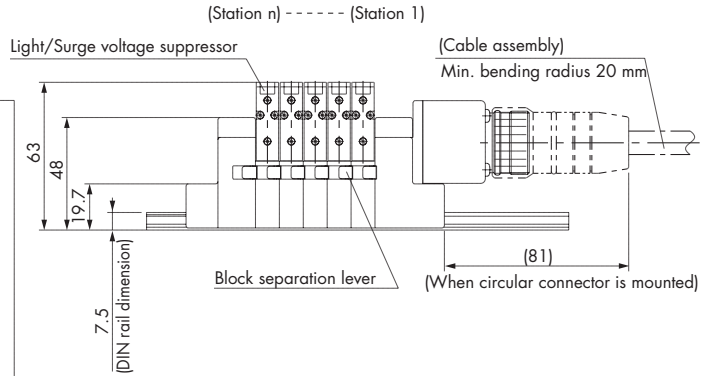 (Station n) ------ (Station 1)
Light/Surge voltage suppressor
(Cable assembly)
Min. bending radius 20 mm
63
48
19.7
7.5
(DIN rail dimension)
Block separation lever
(81)
(When circular connector is mounted)